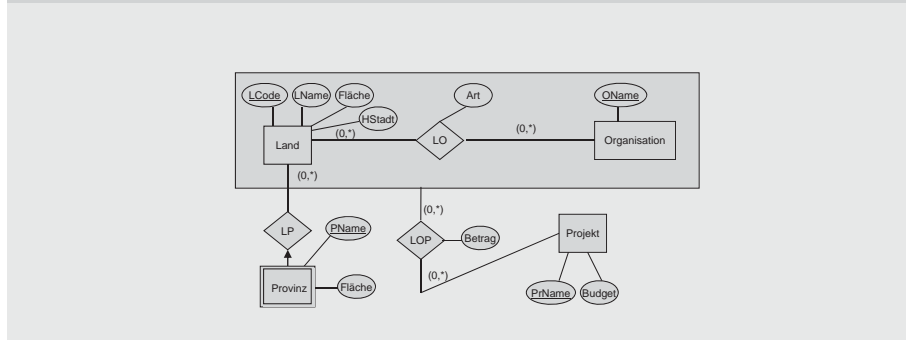 LCode LName Fläche Art OName
HStadt
(0,*) (0,*)
Land LO Organisation
(0,*)
(0,*)
LP PName LOP Betrag Projekt
(0,*)
Provinz Fläche PrName Budget